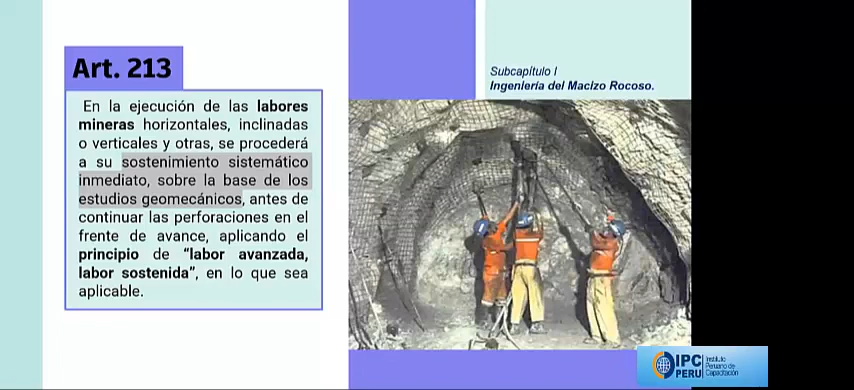 Art. 213
En la ejecución de las labores
mineras horizontales, inclinadas
o verticales y otras, se procederá
a su sostenimiento sistemático
inmediato, sobre la base de los
estudios geomecánicos, antes de
continuar las perforaciones en el
frente de avance, aplicando el
principio de “labor avanzada,
labor sostenida”, en lo que sea
aplicable.
Subcapítulo I
Ingeniería del Macizo Rocoso.
IPC
PERU
Instituto
Peruano de
Capacitación